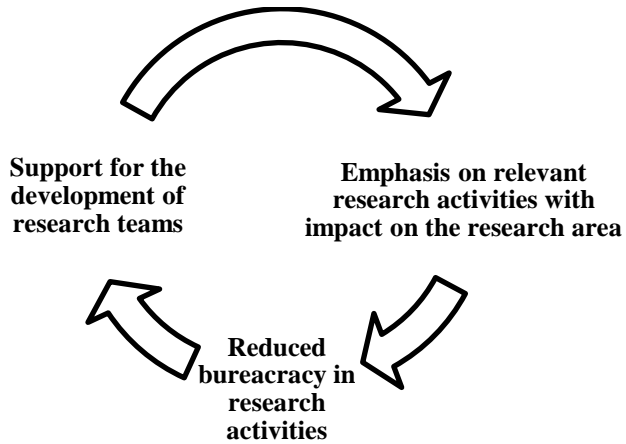 Support for the
development of
research teams
Emphasis on relevant
research activities with
impact on the research area
Reduced
bureacracy in
research
activities